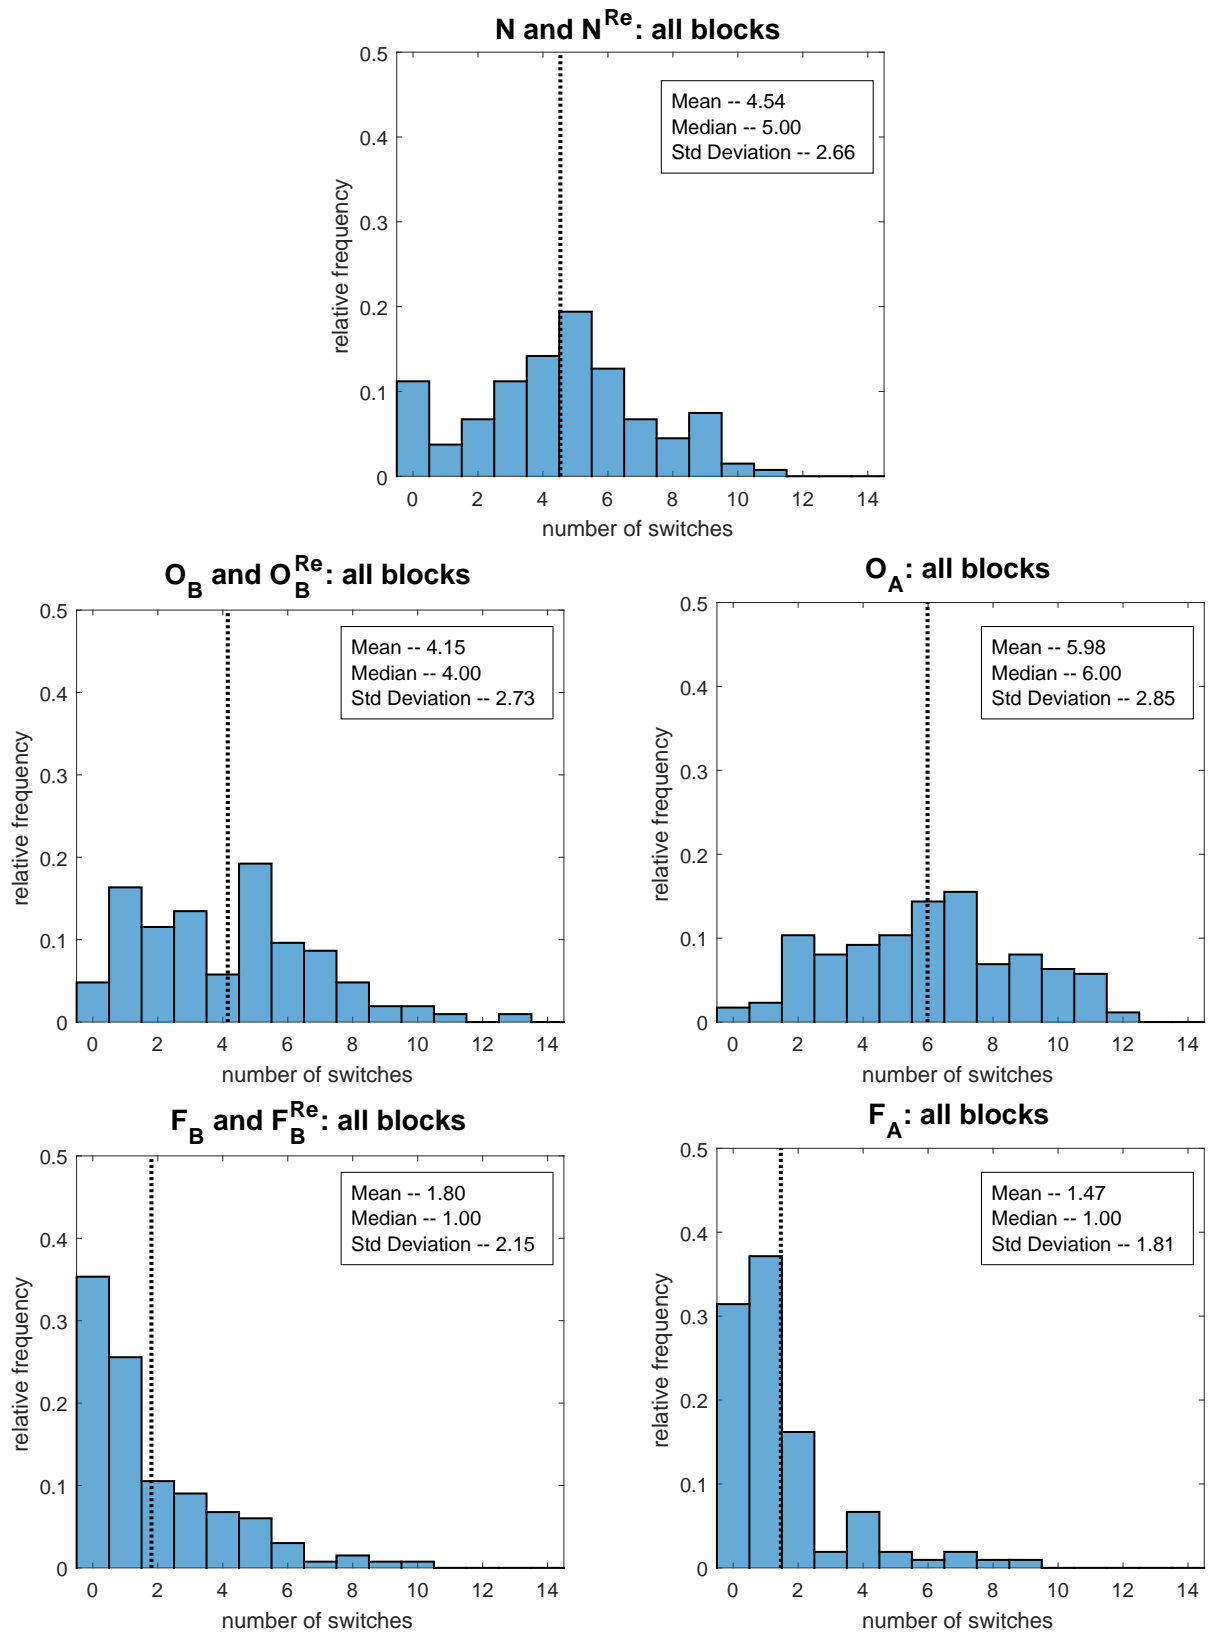 N and N^Re: all blocks
0.5
0.4
0.3
0.2
0.1
0
relative frequency
Mean -- 4.54
Median -- 5.00
Std Deviation -- 2.66
0 2 4 6 8 10 12 14
number of switches
O_B and O_B^Re: all blocks
0.5
0.4
0.3
0.2
0.1
0
relative frequency
Mean -- 4.15
Median -- 4.00
Std Deviation -- 2.73
0 2 4 6 8 10 12 14
number of switches
O_A: all blocks
0.5
0.4
0.3
0.2
0.1
0
relative frequency
Mean -- 5.98
Median -- 6.00
Std Deviation -- 2.85
0 2 4 6 8 10 12 14
number of switches
F_B and F_B^Re: all blocks
0.5
0.4
0.3
0.2
0.1
0
relative frequency
Mean -- 1.80
Median -- 1.00
Std Deviation -- 2.15
0 2 4 6 8 10 12 14
number of switches
F_A: all blocks
0.5
0.4
0.3
0.2
0.1
0
relative frequency
Mean -- 1.47
Median -- 1.00
Std Deviation -- 1.81
0 2 4 6 8 10 12 14
number of switches